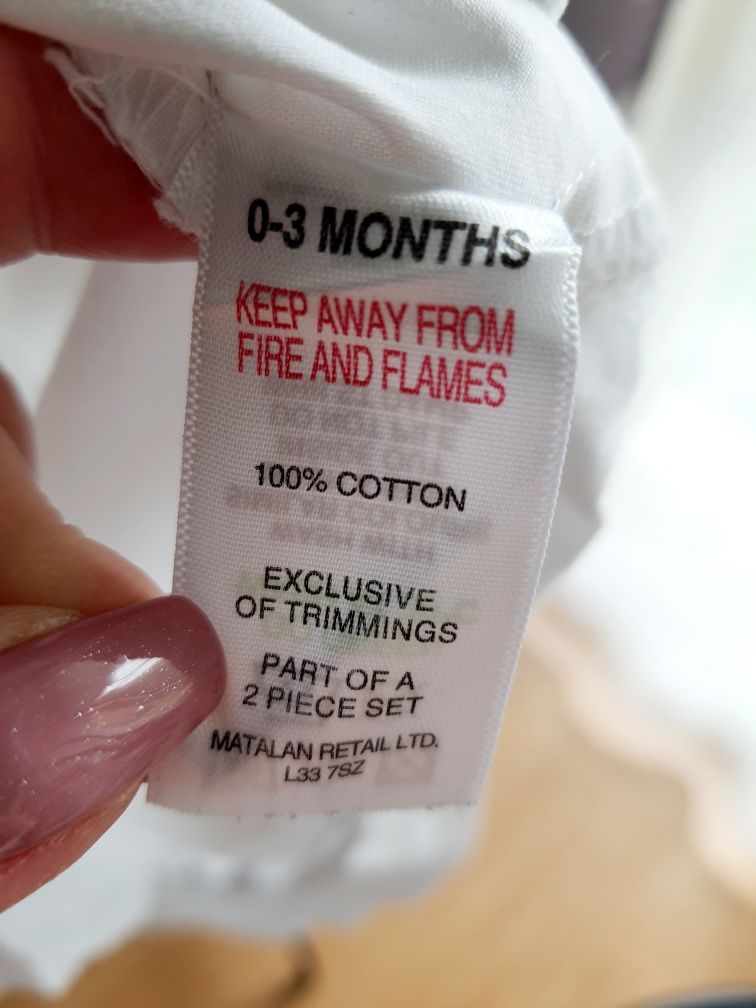 0-3 MONTHS
KEEP AWAY FROM
FIRE AND FLAMES
100% COTTON
EXCLUSIVE
OF TRIMMINGS
PART OF A
2 PIECE SET
MATALAN RETAIL LTD.
L33 7SZ